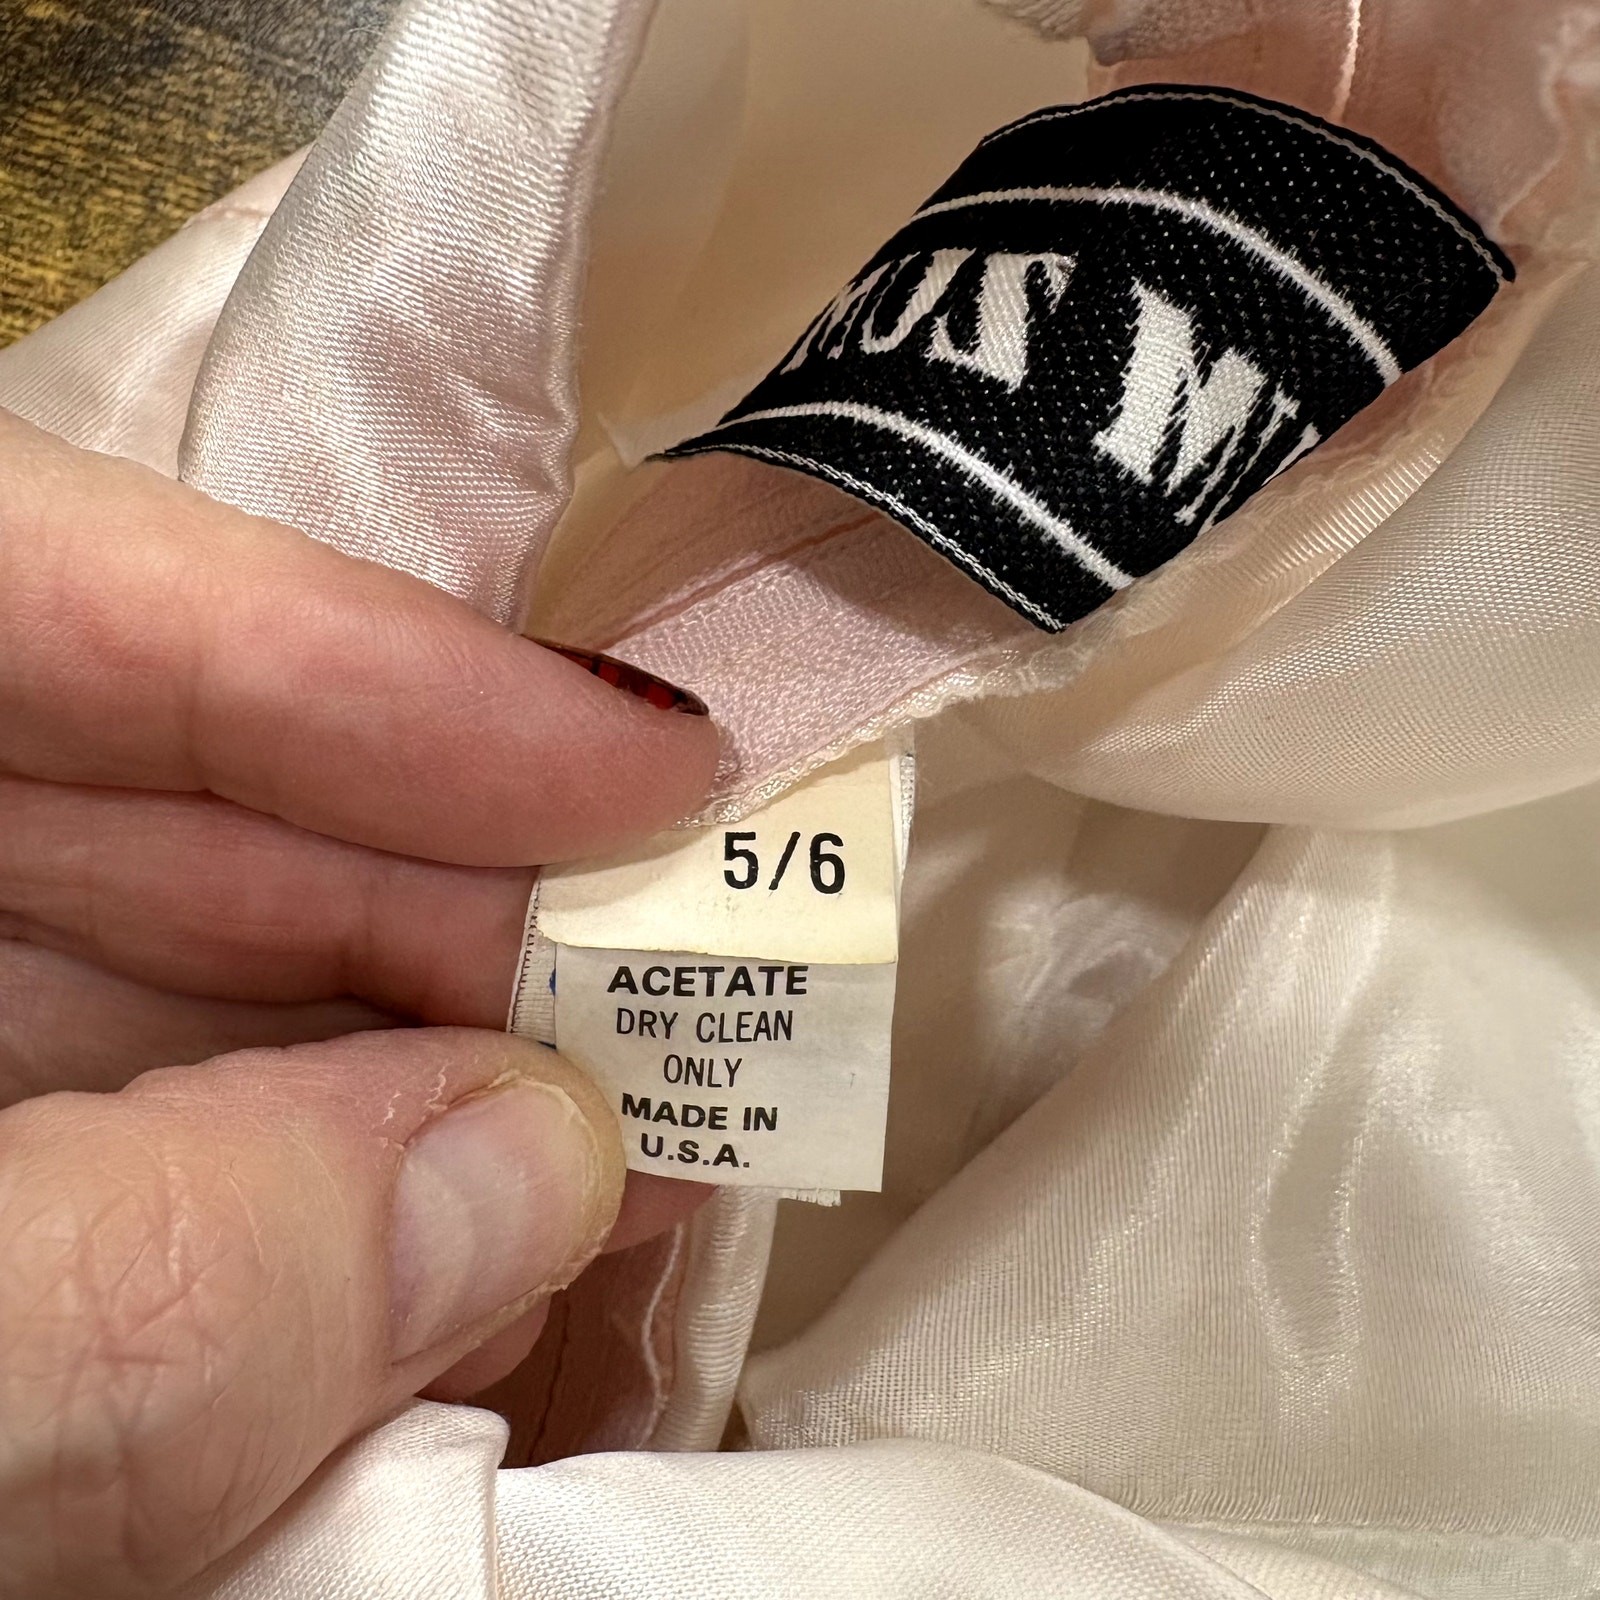 5/6
ACETATE
DRY CLEAN
ONLY
MADE IN
U.S.A.